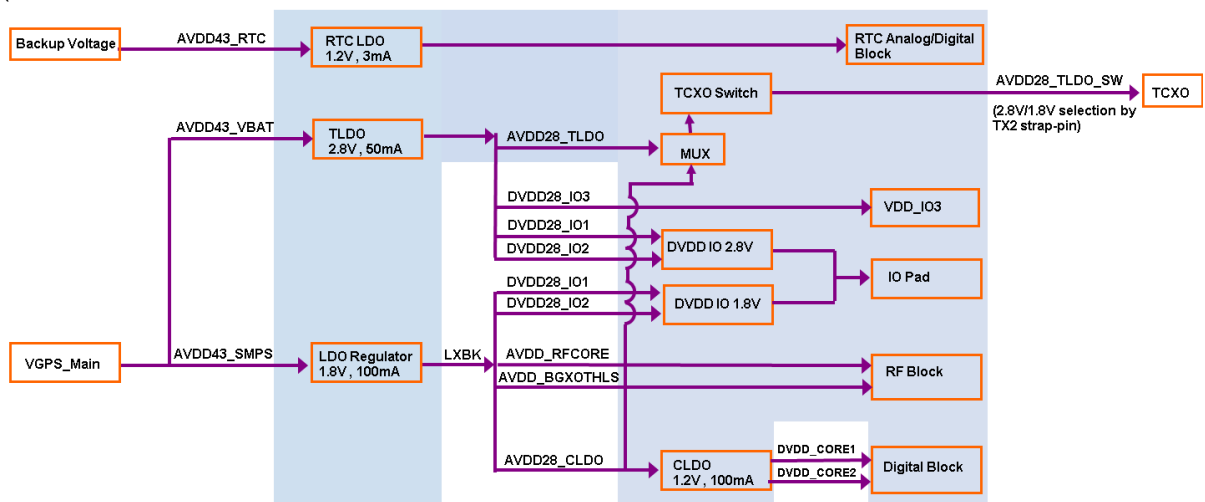 Backup Voltage
AVDD43_RTC
RTC LDO
1.2V , 3mA
RTC Analog/Digital
Block
TCXO Switch
AVDD28_TLDO_SW
TCXO
(2.8V/1.8V selection by
TX2 strap-pin)
AVDD43_VBAT
TLDO
2.8V , 50mA
AVDD28_TLDO
MUX
DVDD28_IO3
VDD_IO3
DVDD28_IO1
DVDD28_IO2
DVDD IO 2.8V
DVDD28_IO1
DVDD28_IO2
DVDD IO 1.8V
IO Pad
VGPS_Main
AVDD43_SMPS
LDO Regulator
1.8V , 100mA
LXBK
AVDD_RFCORE
AVDD_BGXOTHLS
RF Block
AVDD28_CLDO
CLDO
1.2V , 100mA
DVDD_CORE1
DVDD_CORE2
Digital Block